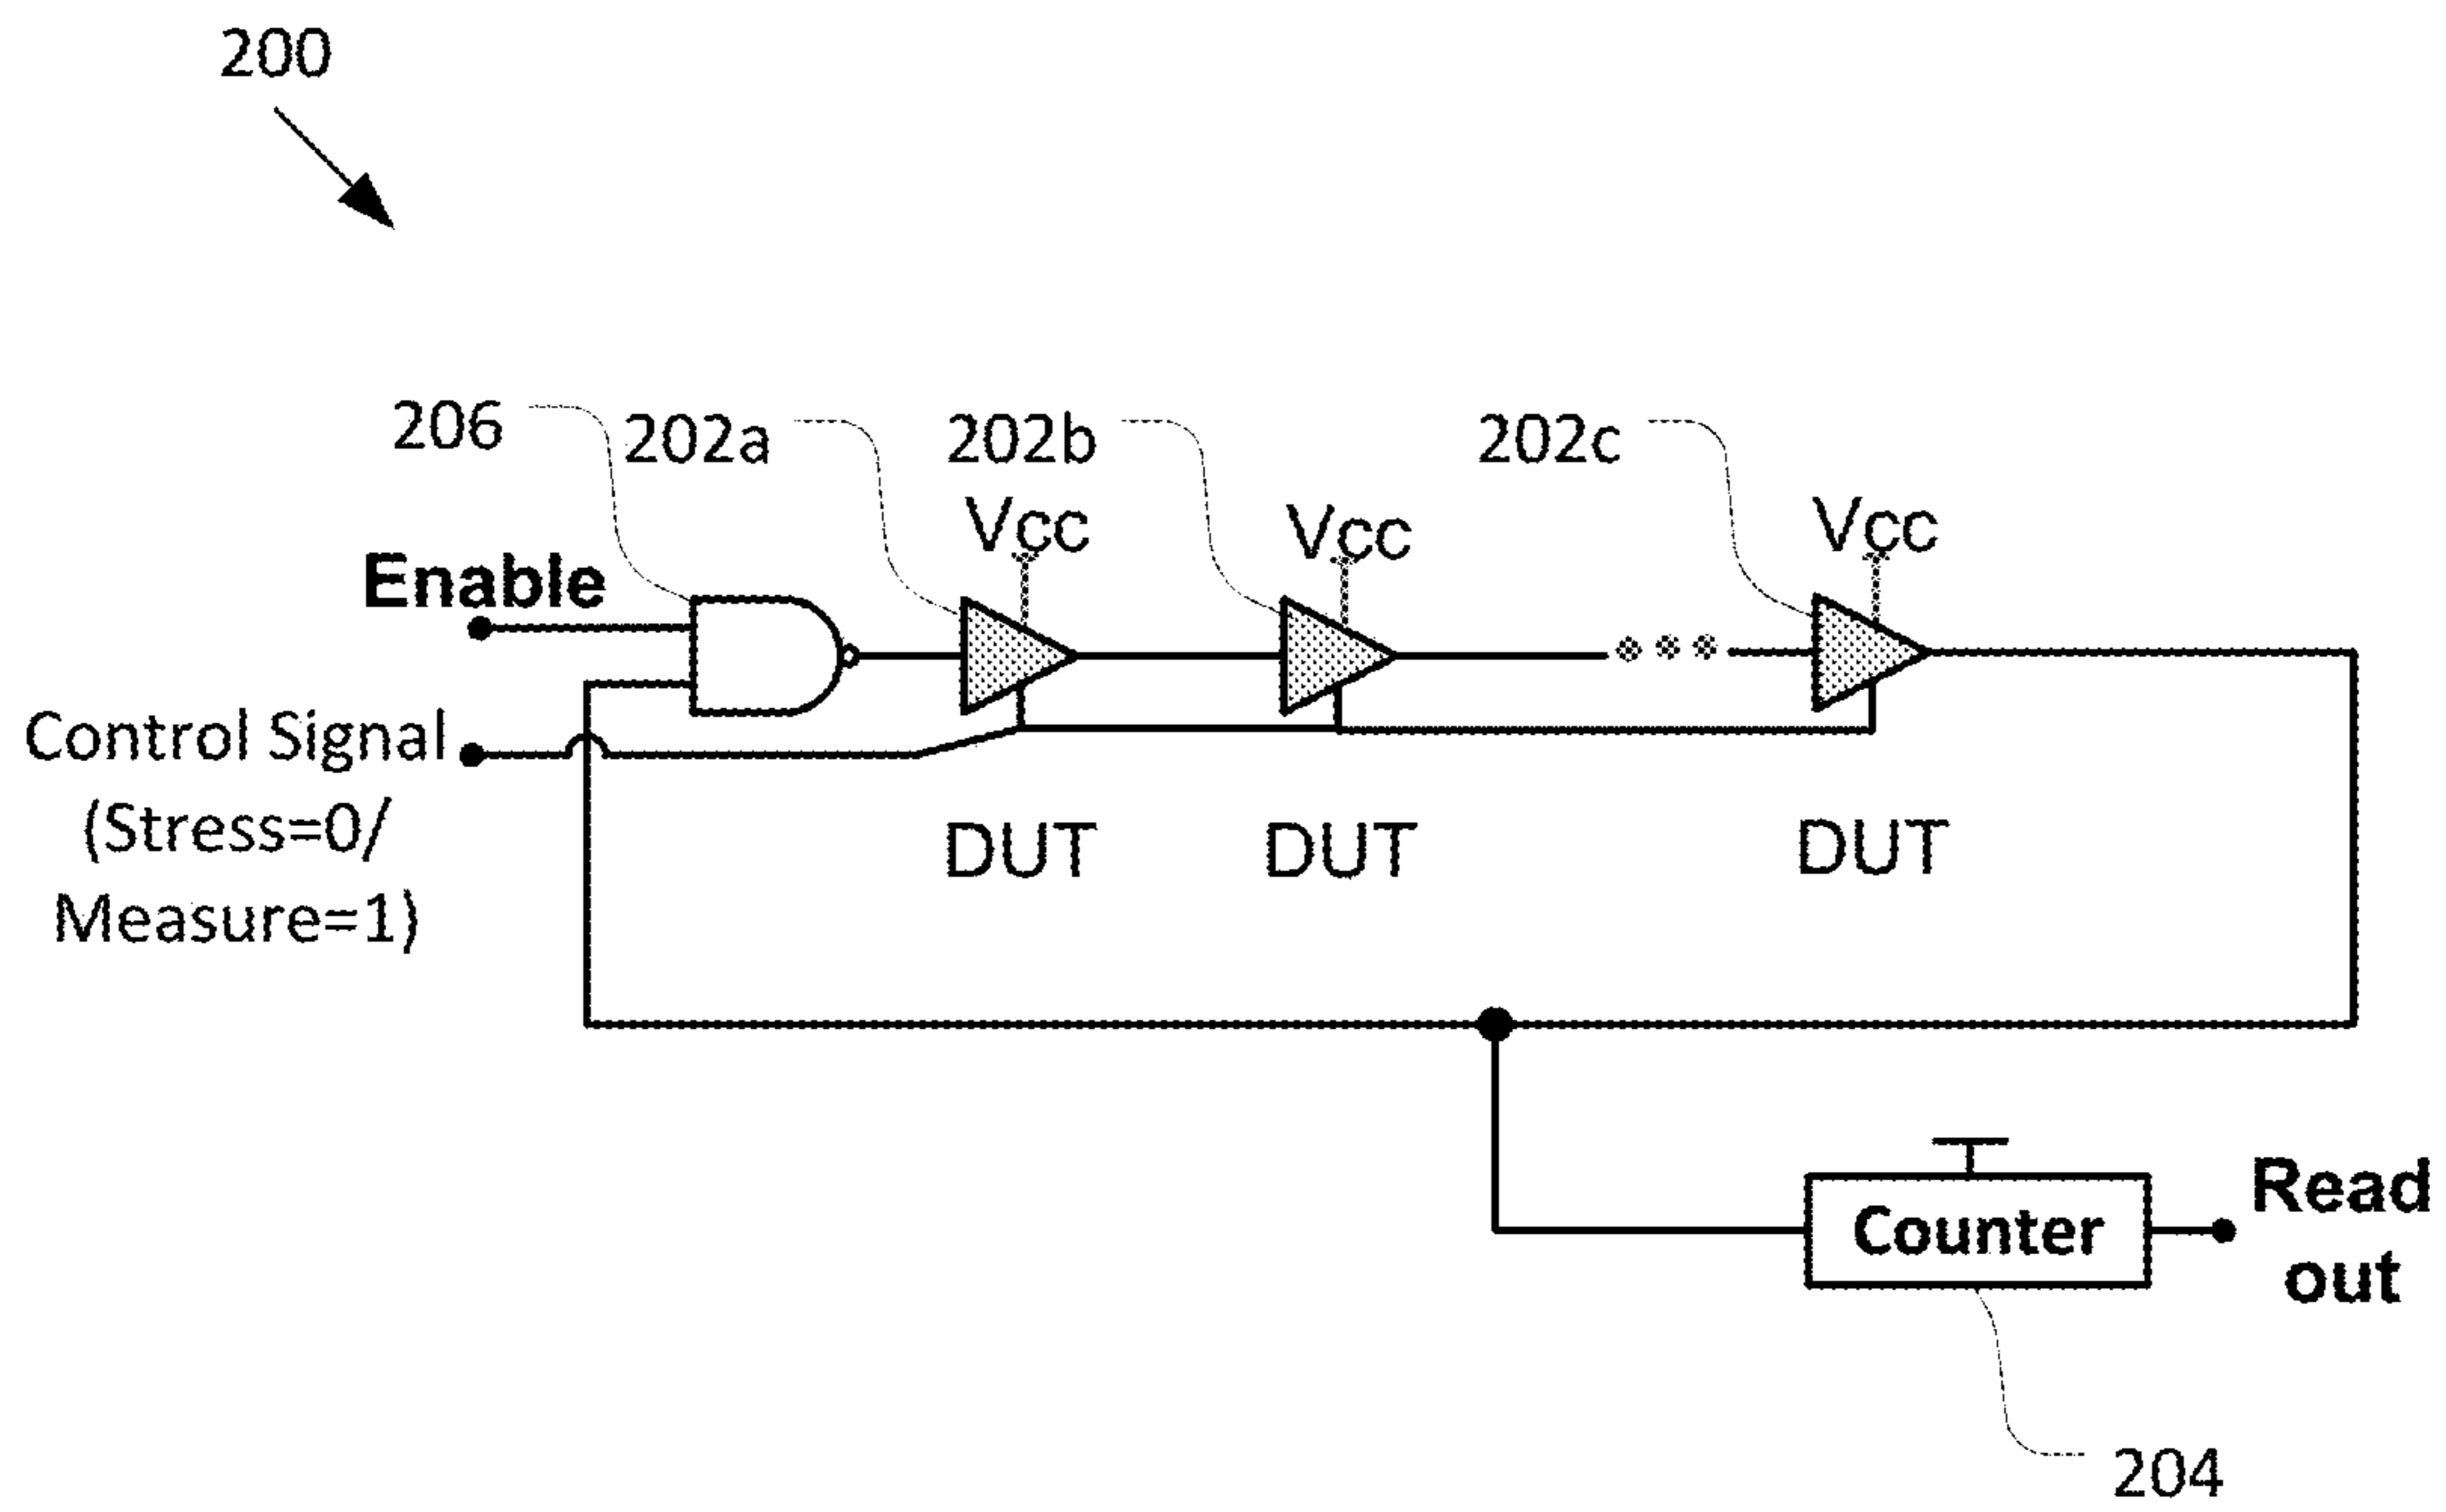 200
206
202a
202b
202c
Vcc
Vcc
Vcc
Enable
Control Signal
(Stress=0/
Measure=1)
DUT
DUT
DUT
Counter
Read
out
204